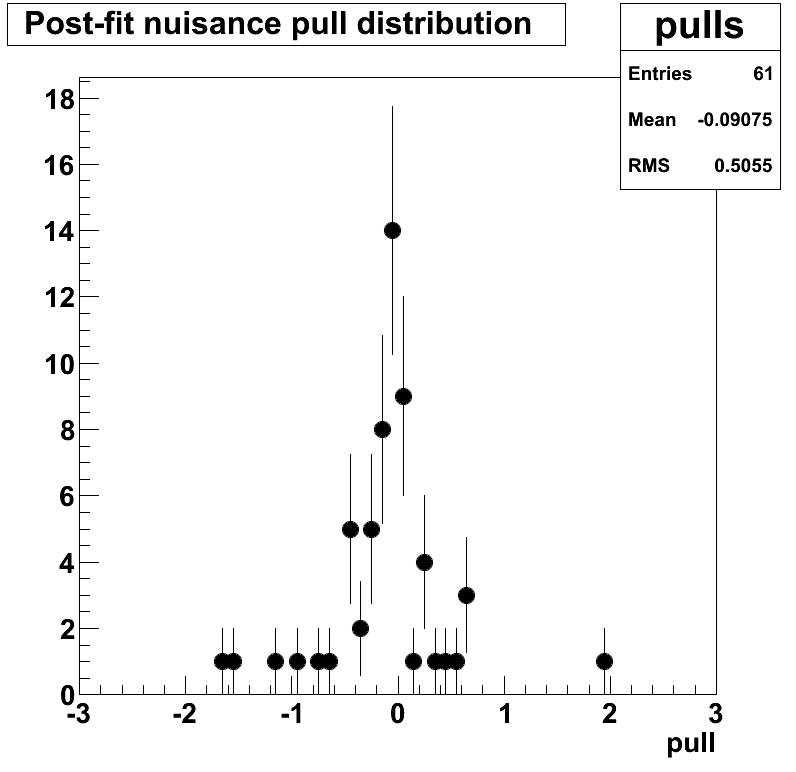 Post-fit nuisance pull distribution
pulls
Entries 61
Mean -0.09075
RMS 0.5055
18
16
14
12
10
8
6
4
2
0
-3 -2 -1 0 1 2 3
pull